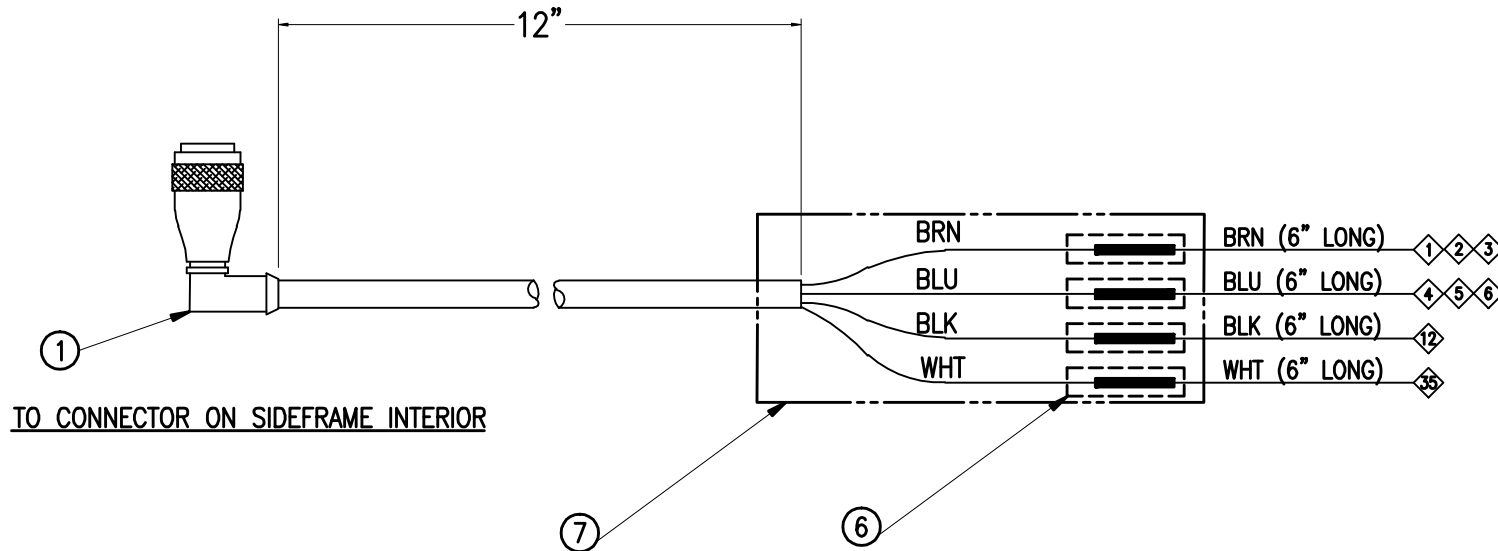 12”
BRN
BLU
BLK
WHT
BRN (6” LONG)
1 2 3
BLU (6” LONG)
4 5 6
BLK (6” LONG)
12
WHT (6” LONG)
35
1
TO CONNECTOR ON SIDEFRAME INTERIOR
7
6